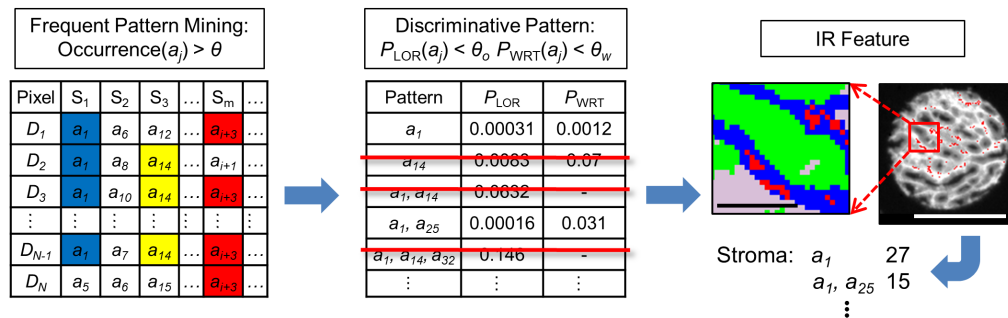 Frequent Pattern Mining:
Occurrence(aj) > θ
Pixel S1 S2 S3 … Sm …
D1 a1 a6 a12 … ai+3 …
D2 a1 a8 a14 … ai+1 …
D3 a1 a10 a14 … ai+3 …
⋮ ⋮ ⋮ ⋮ ⋮ ⋮ ⋮
DN-1 a1 a7 a14 … ai+3 …
DN a5 a6 a15 … ai+3 …
Discriminative Pattern:
PLOR(aj) < θo PWRT(aj) < θw
Pattern PLOR PWRT
a1 0.00031 0.0012
a14 0.0083 0.07
a1, a14 0.0032 -
a1, a25 0.00016 0.031
a1, a14, a32 0.146 -
⋮ ⋮ ⋮
IR Feature
Stroma: a1 27
a1, a25 15
⋮